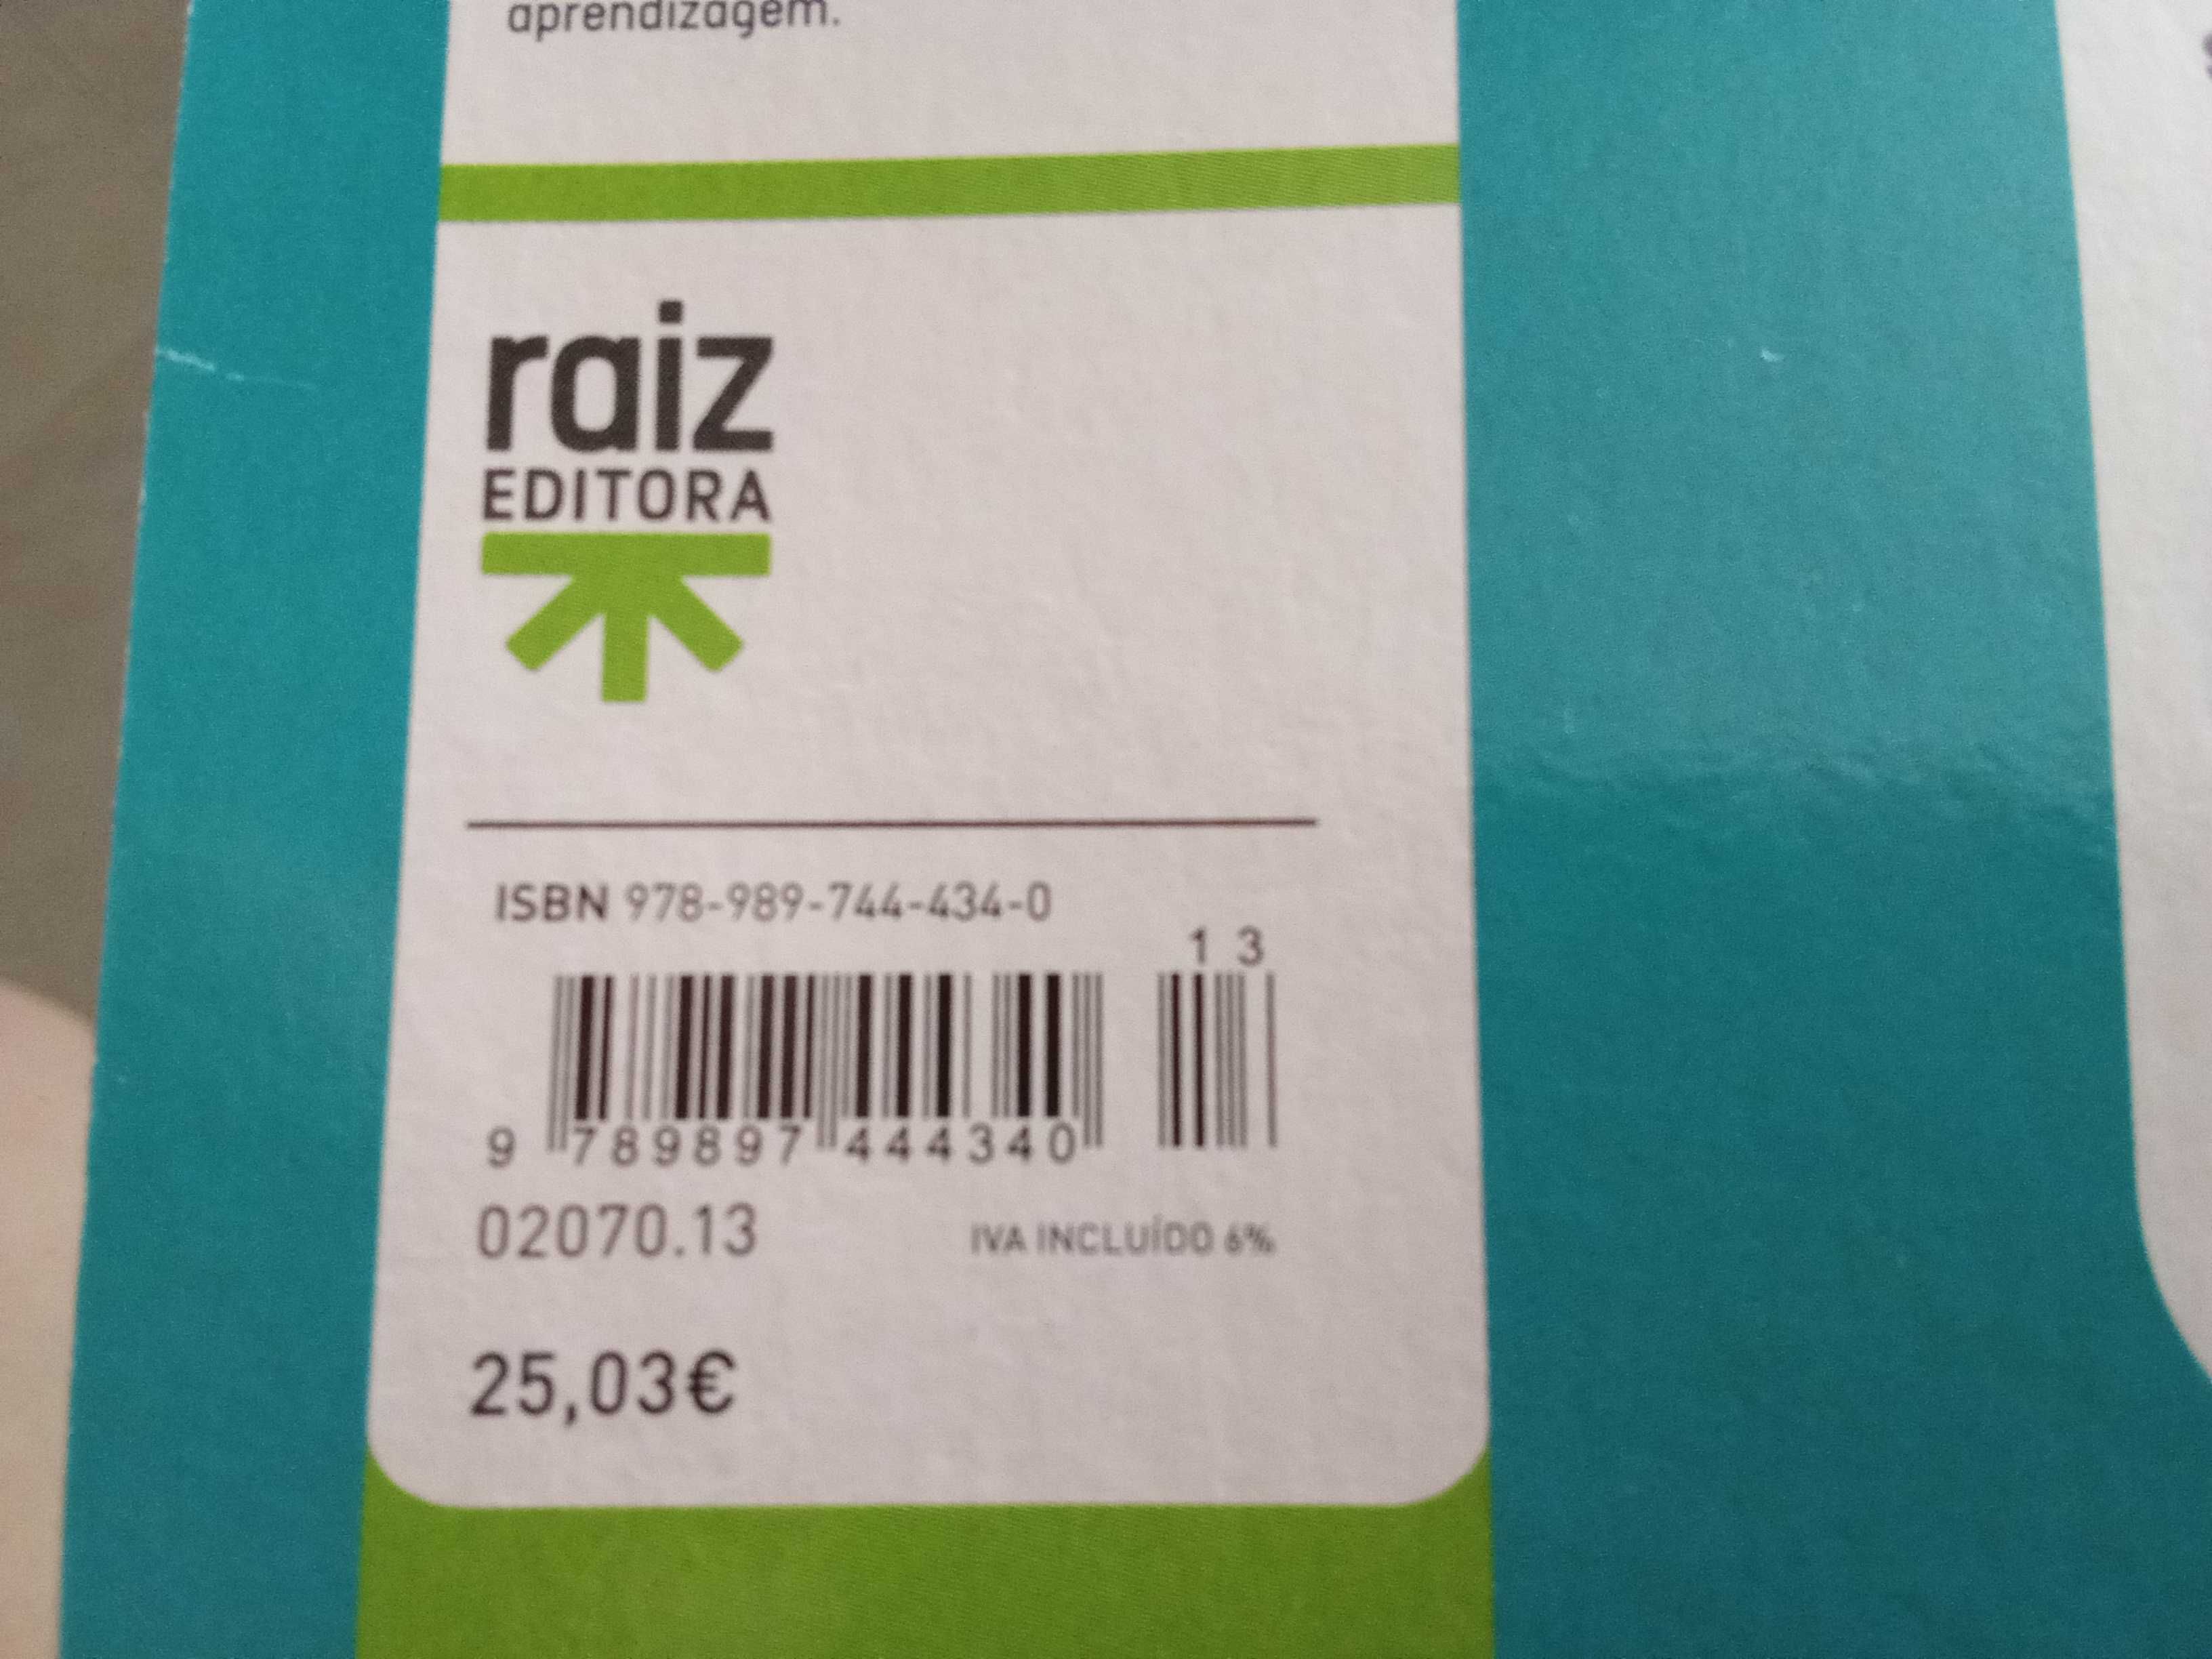 aprendizagem.
raiz
EDITORA
ISBN 978-989-744-434-0
1 3
9 789897 444340
02070.13
IVA INCLUÍDO 6%
25,03€